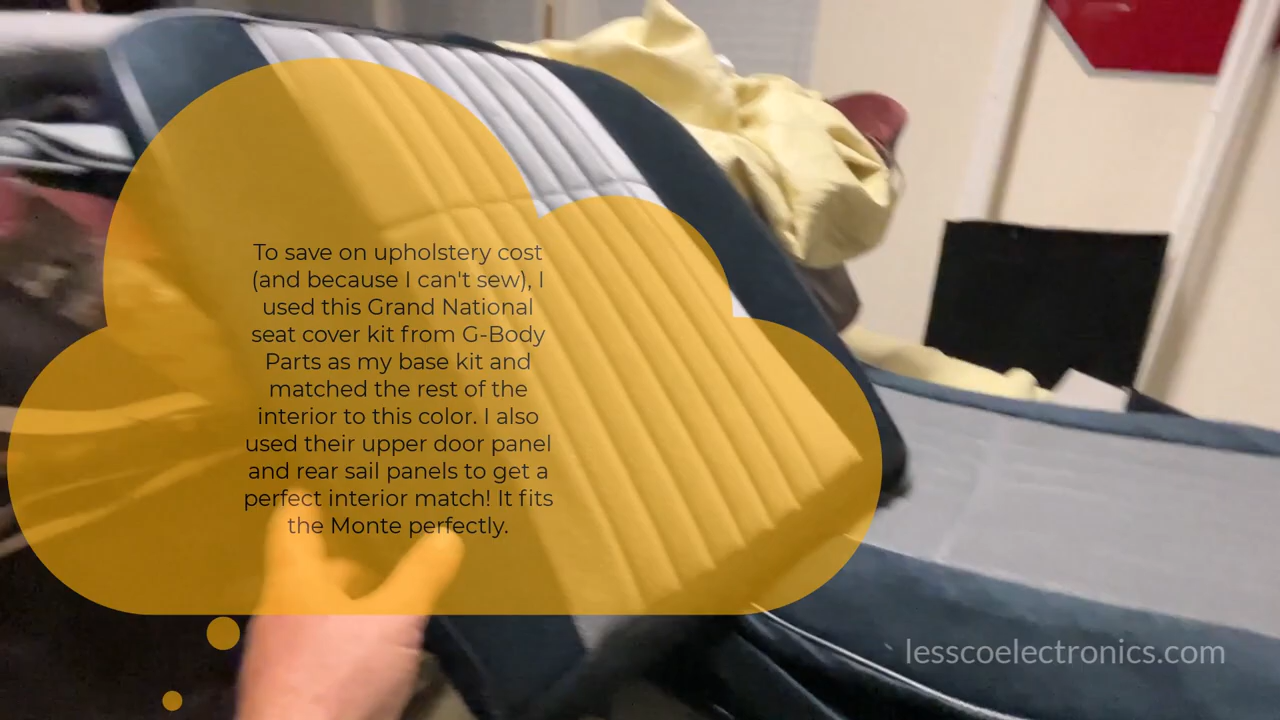 To save on upholstery cost
(and because I can't sew), I
used this Grand National
seat cover kit from G-Body
Parts as my base kit and
matched the rest of the
interior to this color. I also
used their upper door panel
and rear sail panels to get a
perfect interior match! It fits
the Monte perfectly.
lesscoelectronics.com